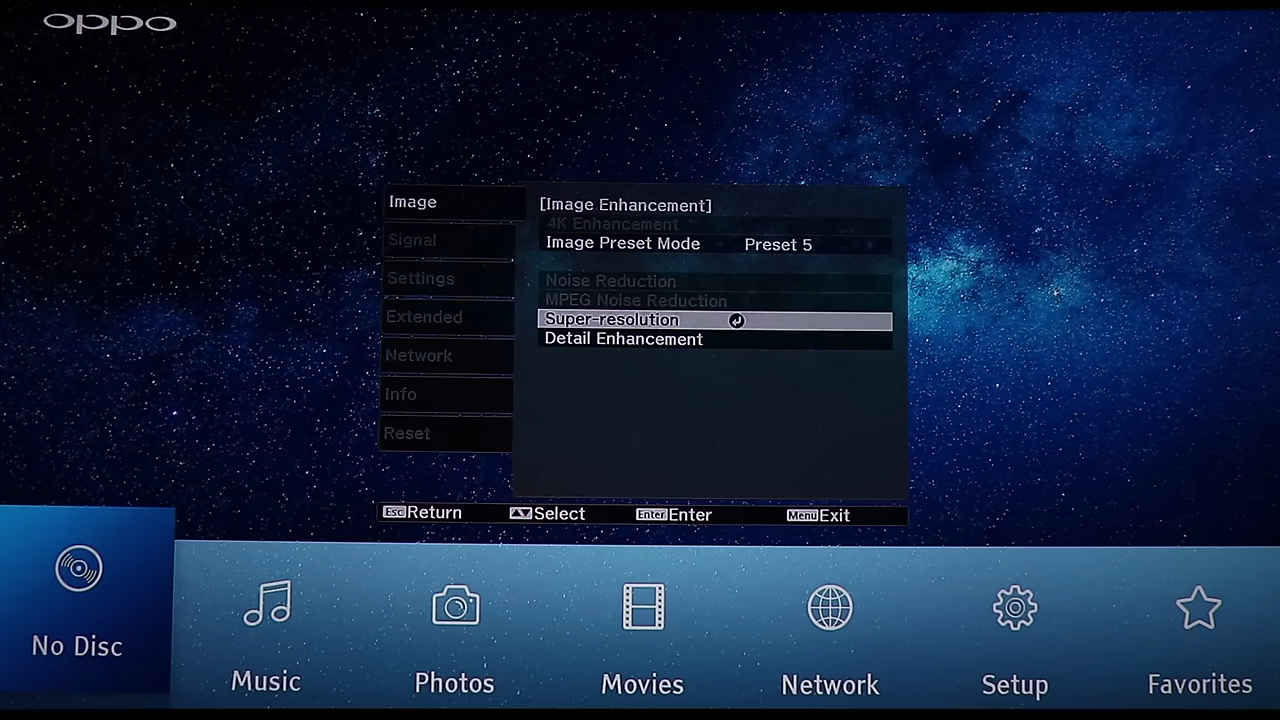 oppo
Image
Signal
Settings
Extended
Network
Info
Reset
[Image Enhancement]
4K Enhancement
Image Preset Mode Preset 5
Noise Reduction
MPEG Noise Reduction
Super-resolution
Detail Enhancement
Esc Return Select Enter Enter Menu Exit
No Disc
Music
Photos
Movies
Network
Setup
Favorites